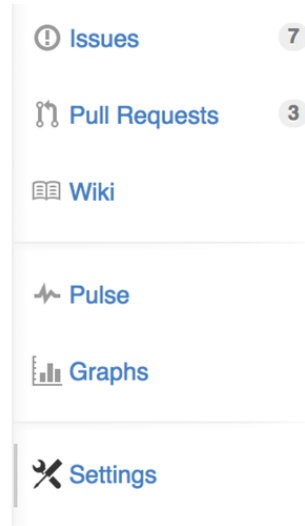 Issues 7
Pull Requests 3
Wiki
Pulse
Graphs
Settings